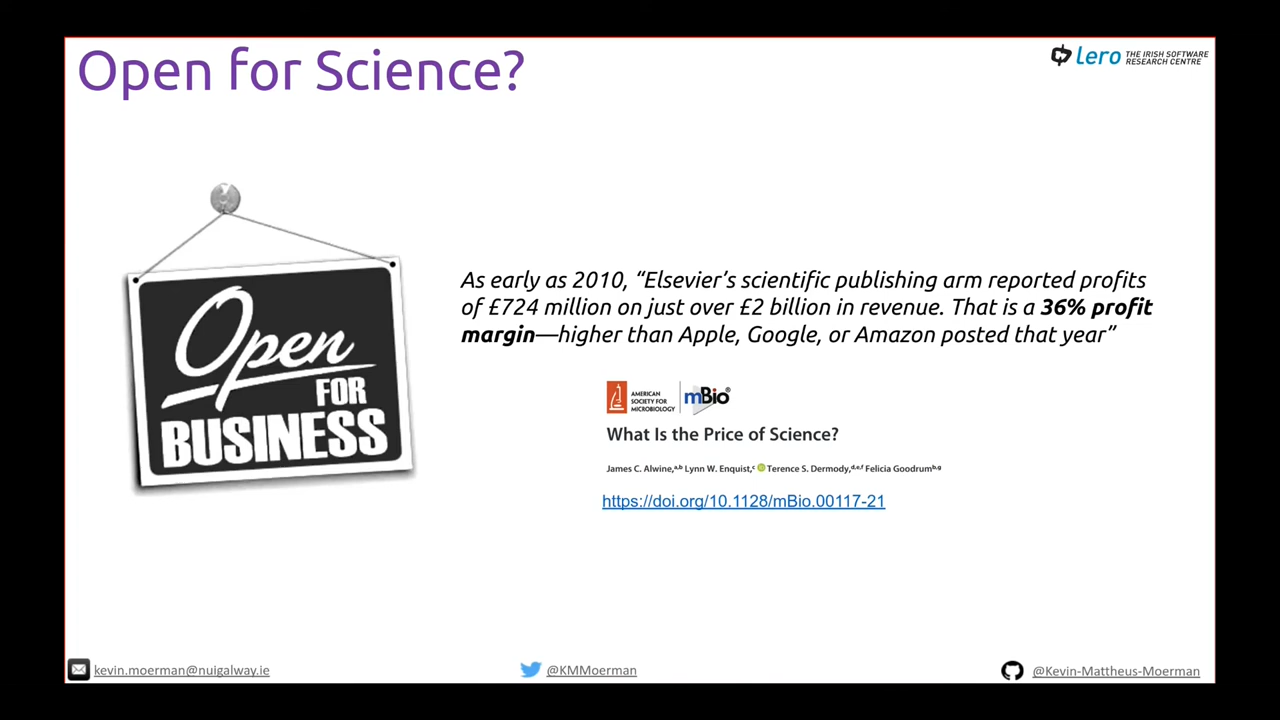 Open for Science?
lero THE IRISH SOFTWARE
RESEARCH CENTRE
Open
FOR
BUSINESS
As early as 2010, “Elsevier’s scientific publishing arm reported profits
of £724 million on just over £2 billion in revenue. That is a 36% profit
margin—higher than Apple, Google, or Amazon posted that year”
AMERICAN
SOCIETY FOR
MICROBIOLOGY
mBio®
What Is the Price of Science?
James C. Alwine,a,b Lynn W. Enquist,c Terence S. Dermody,d,e,f Felicia Goodrumb,g
https://doi.org/10.1128/mBio.00117-21
kevin.moerman@nuigalway.ie
@KMMoerman
@Kevin-Mattheus-Moerman